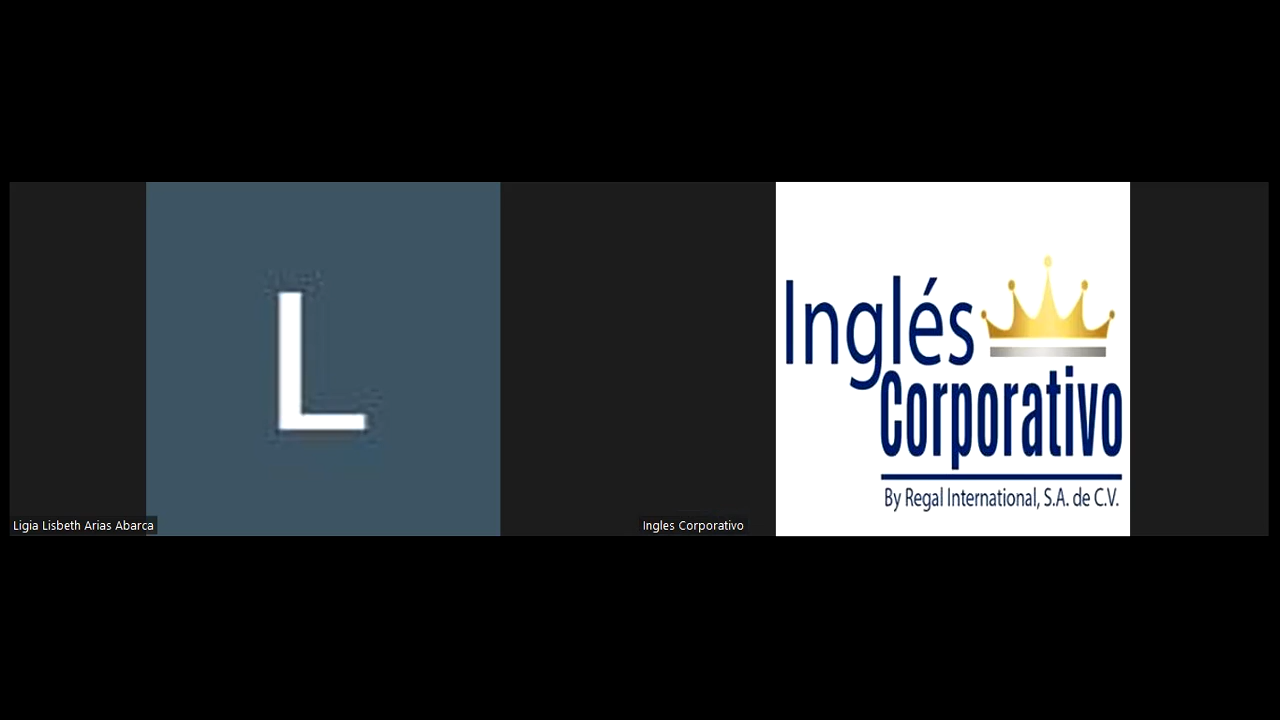 L
Ligia Lisbeth Arias Abarca
Inglés
Corporativo
By Regal International, S.A. de C.V.
Ingles Corporativo